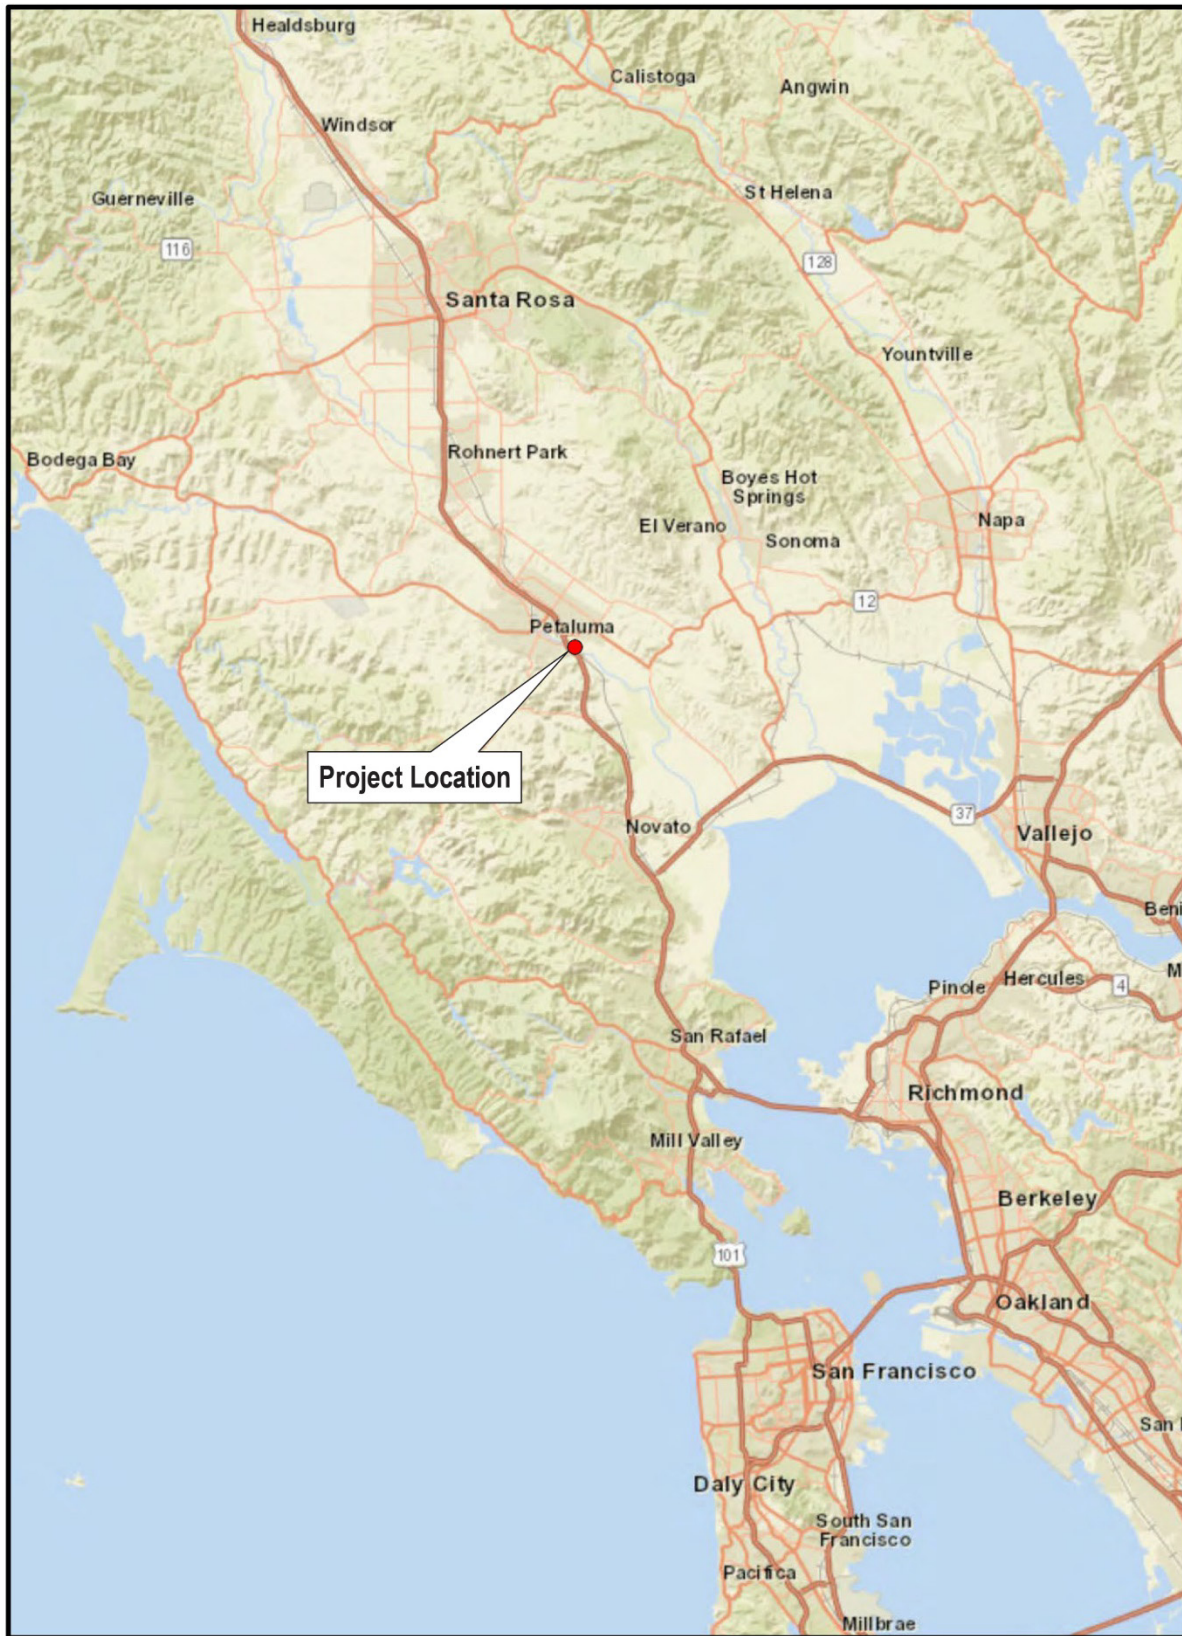 Healdsburg
Calistoga
Angwin
Windsor
Guerneville
St Helena
116
128
Santa Rosa
Yountville
Rohnert Park
Bodega Bay
Boyes Hot
Springs
El Verano
Napa
Sonoma
12
Petaluma
Project Location
37
Novato
Vallejo
Beni
M
Hercules
Pinole
4
San Rafael
Richmond
Mill Valley
Berkeley
101
Oakland
San Francisco
San
Daly City
South San
Francisco
Pacifica
Millbrae